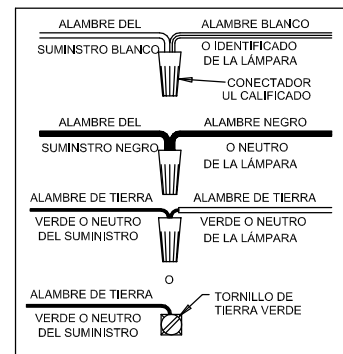 ALAMBRE DEL
ALAMBRE BLANCO
SUMINISTRO BLANCO
O IDENTIFICADO
DE LA LÁMPARA
CONECTADOR
UL CALIFICADO
ALAMBRE DEL
ALAMBRE NEGRO
SUMINISTRO NEGRO
O NEUTRO
DE LA LÁMPARA
ALAMBRE DE TIERRA
ALAMBRE DE TIERRA
VERDE O NEUTRO
DEL SUMINISTRO
VERDE O NEUTRO
DE LA LÁMPARA
O
ALAMBRE DE TIERRA
VERDE O NEUTRO
DEL SUMINISTRO
TORNILLO DE
TIERRA VERDE